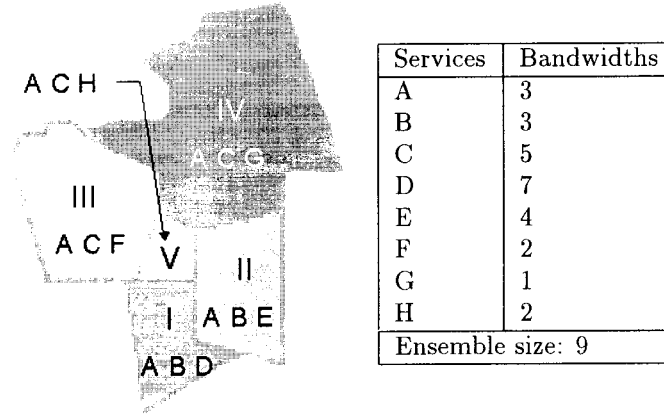 A C H
IV
A C G
III
A C F
V
II
I
A B E
A B D
Services Bandwidths
A 3
B 3
C 5
D 7
E 4
F 2
G 1
H 2
Ensemble size: 9